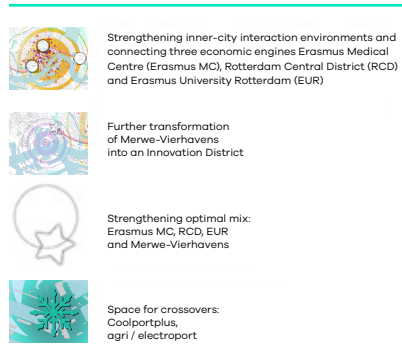 Strengthening inner-city interaction environments and
connecting three economic engines Erasmus Medical
Centre (Erasmus MC), Rotterdam Central District (RCD)
and Erasmus University Rotterdam (EUR)
Further transformation
of Merwe-Vierhavens
into an Innovation District
Strengthening optimal mix:
Erasmus MC, RCD, EUR
and Merwe-Vierhavens
Space for crossovers:
Coolportplus,
agri / electroport